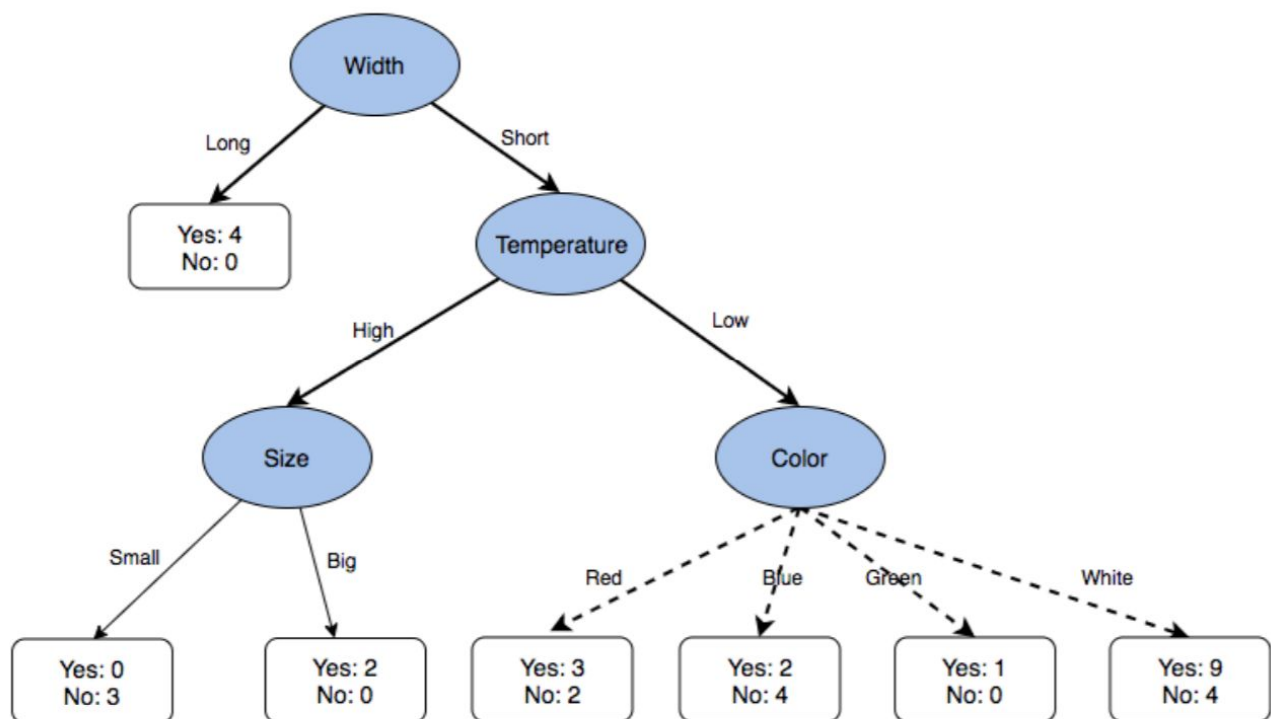 Width
Long
Short
Yes: 4
No: 0
Temperature
High
Low
Size
Color
Small
Big
Red
Blue
Green
White
Yes: 0
No: 3
Yes: 2
No: 0
Yes: 3
No: 2
Yes: 2
No: 4
Yes: 1
No: 0
Yes: 9
No: 4